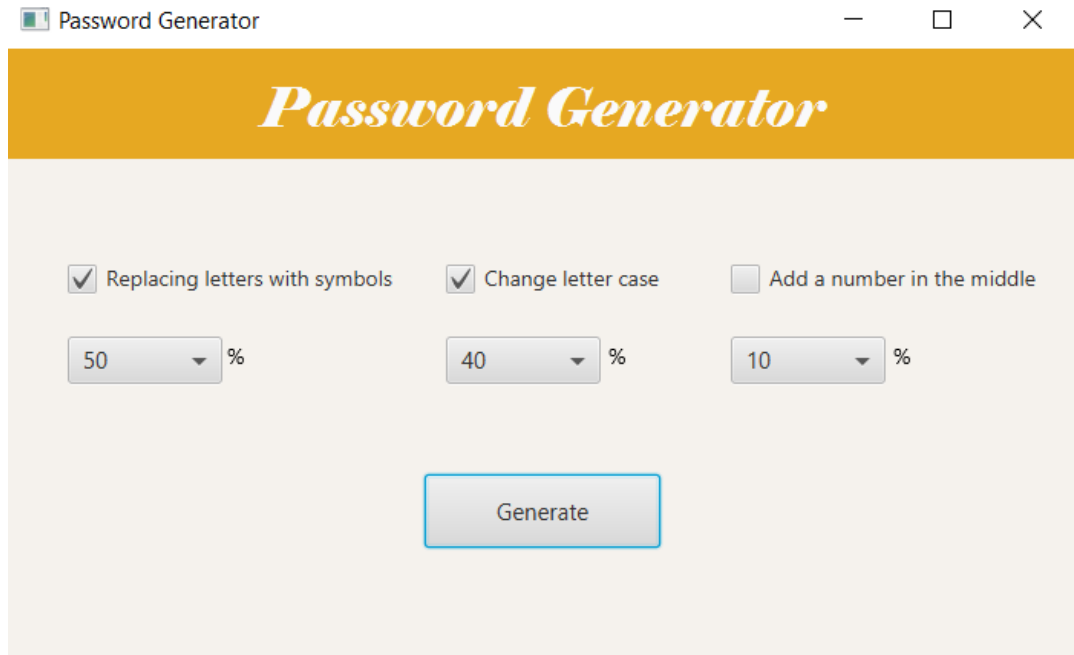 Password Generator
Password Generator
Replacing letters with symbols Change letter case Add a number in the middle
50 % 40 % 10 %
Generate